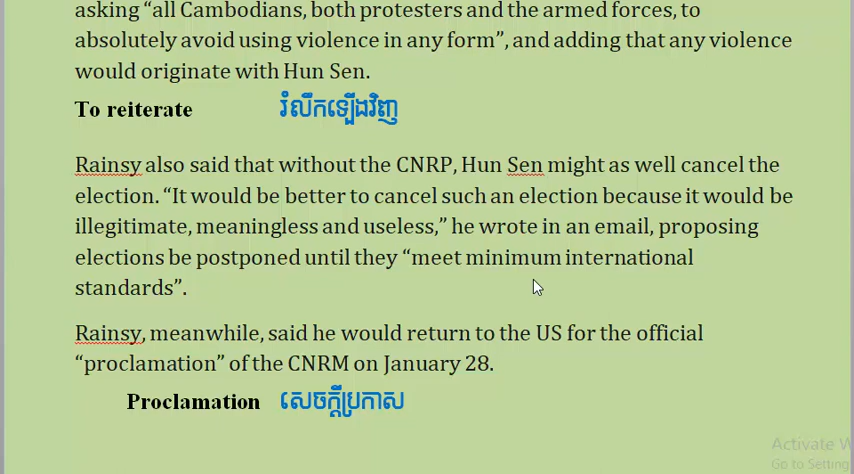 asking “all Cambodians, both protesters and the armed forces, to
absolutely avoid using violence in any form”, and adding that any violence
would originate with Hun Sen.
To reiterate រំលឹកឡើងវិញ
Rainsy also said that without the CNRP, Hun Sen might as well cancel the
election. “It would be better to cancel such an election because it would be
illegitimate, meaningless and useless,” he wrote in an email, proposing
elections be postponed until they “meet minimum international
standards”.
Rainsy, meanwhile, said he would return to the US for the official
“proclamation” of the CNRM on January 28.
Proclamation សេចក្ដីប្រកាស
Activate W
Go to Setting